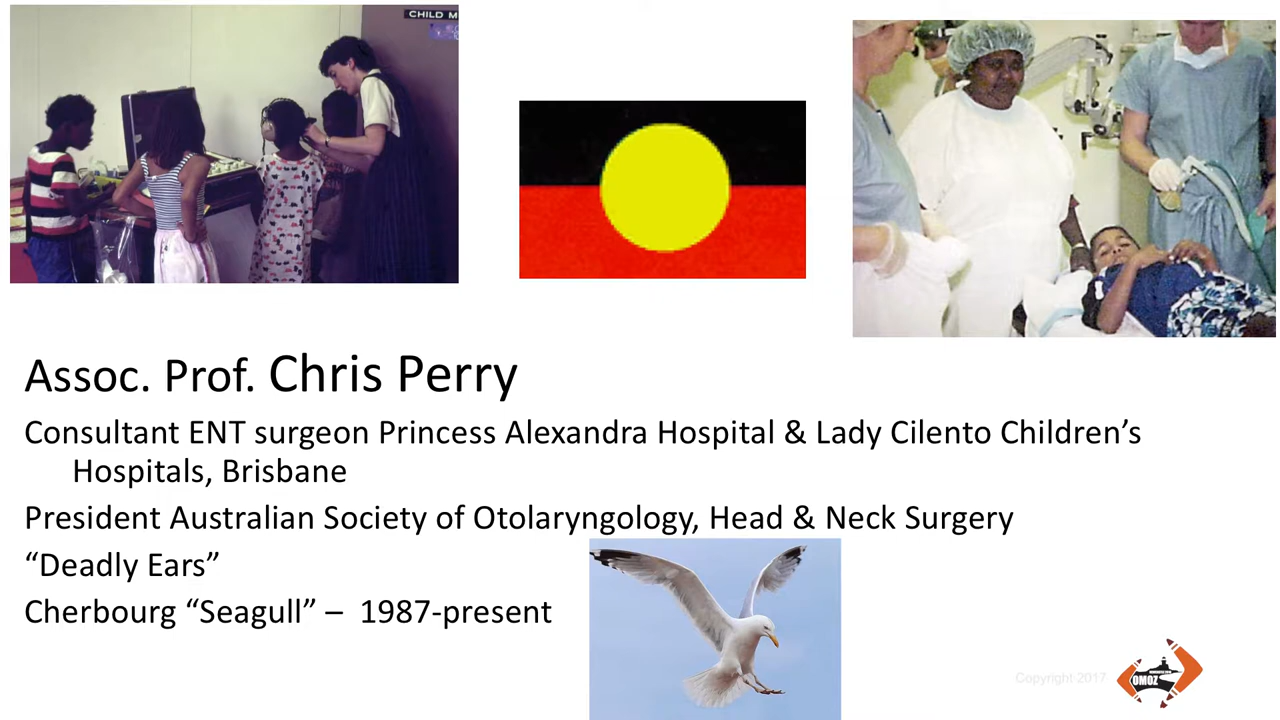 CHILD M
Assoc. Prof. Chris Perry
Consultant ENT surgeon Princess Alexandra Hospital & Lady Cilento Children’s
Hospitals, Brisbane
President Australian Society of Otolaryngology, Head & Neck Surgery
“Deadly Ears”
Cherbourg “Seagull” – 1987-present
Copyright 2017
OMOZ